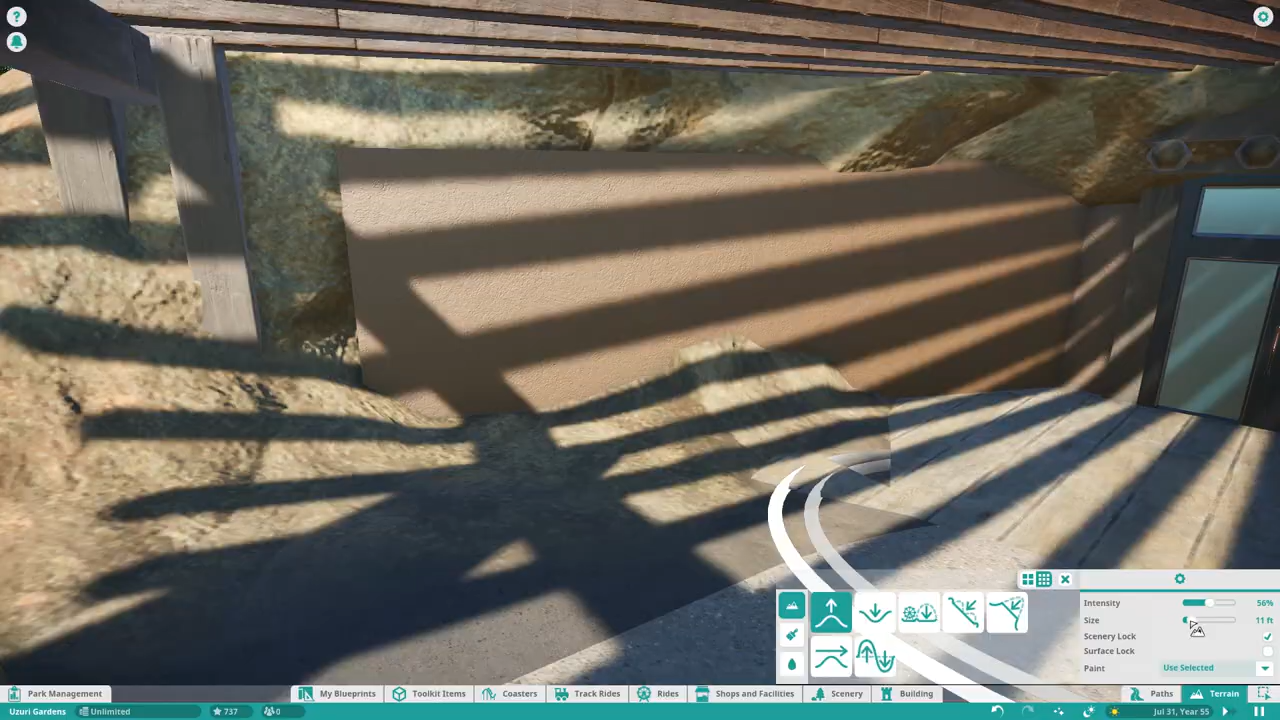 ?
Intensity 56%
Size 11 ft
Scenery Lock
Surface Lock
Paint Use Selected
Park Management My Blueprints Toolkit Items Coasters Track Rides Rides Shops and Facilities Scenery Building Paths Terrain
Uzuri Gardens Unlimited 737 0 Jul 31, Year 55